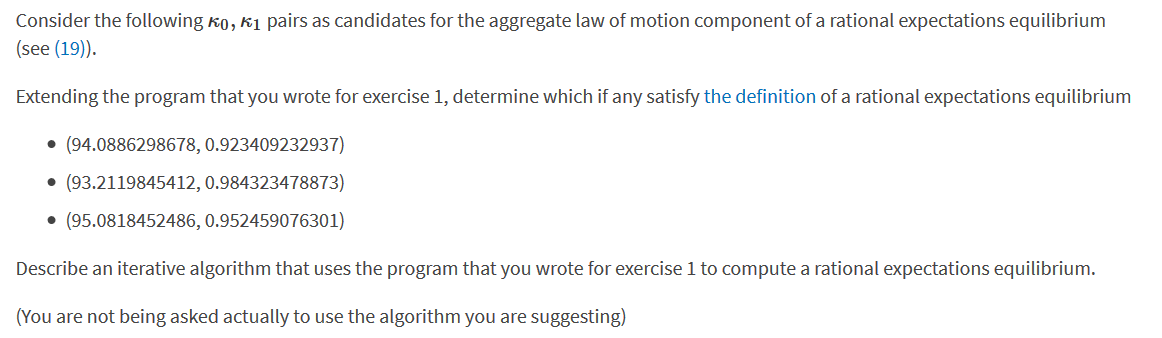 Consider the following κ0, κ1 pairs as candidates for the aggregate law of motion component of a rational expectations equilibrium
(see (19)).
Extending the program that you wrote for exercise 1, determine which if any satisfy the definition of a rational expectations equilibrium
• (94.0886298678, 0.923409232937)
• (93.2119845412, 0.984323478873)
• (95.0818452486, 0.952459076301)
Describe an iterative algorithm that uses the program that you wrote for exercise 1 to compute a rational expectations equilibrium.
(You are not being asked actually to use the algorithm you are suggesting)